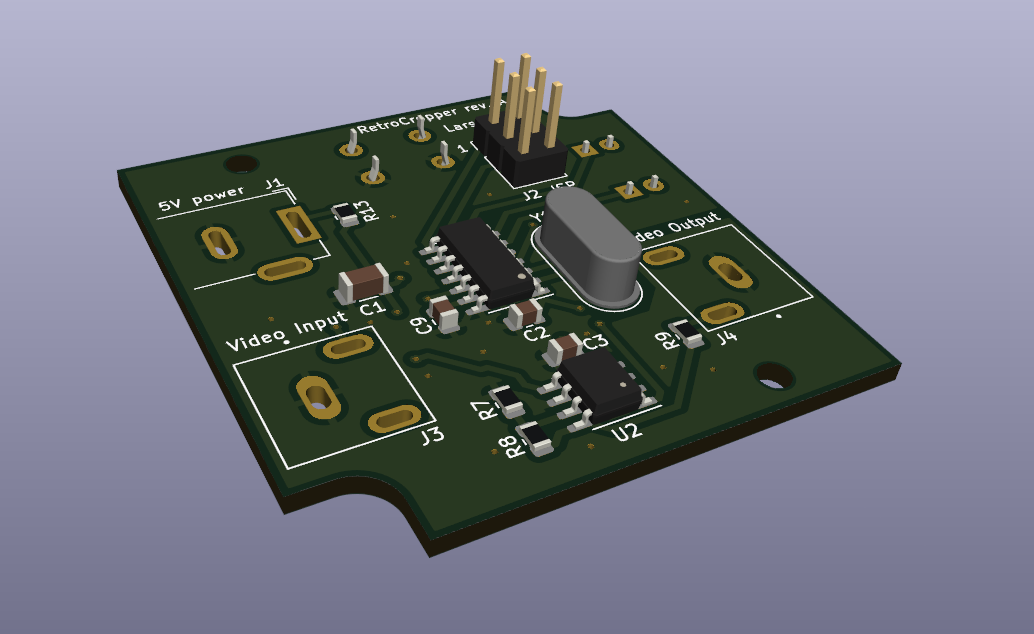 RetroCropper rev.
Lars
1
J1
5V power
R13
J2 ISP
Video Output
C1
C9
C2
C3
Video Input
R9
J4
R7
R8
J3
U2